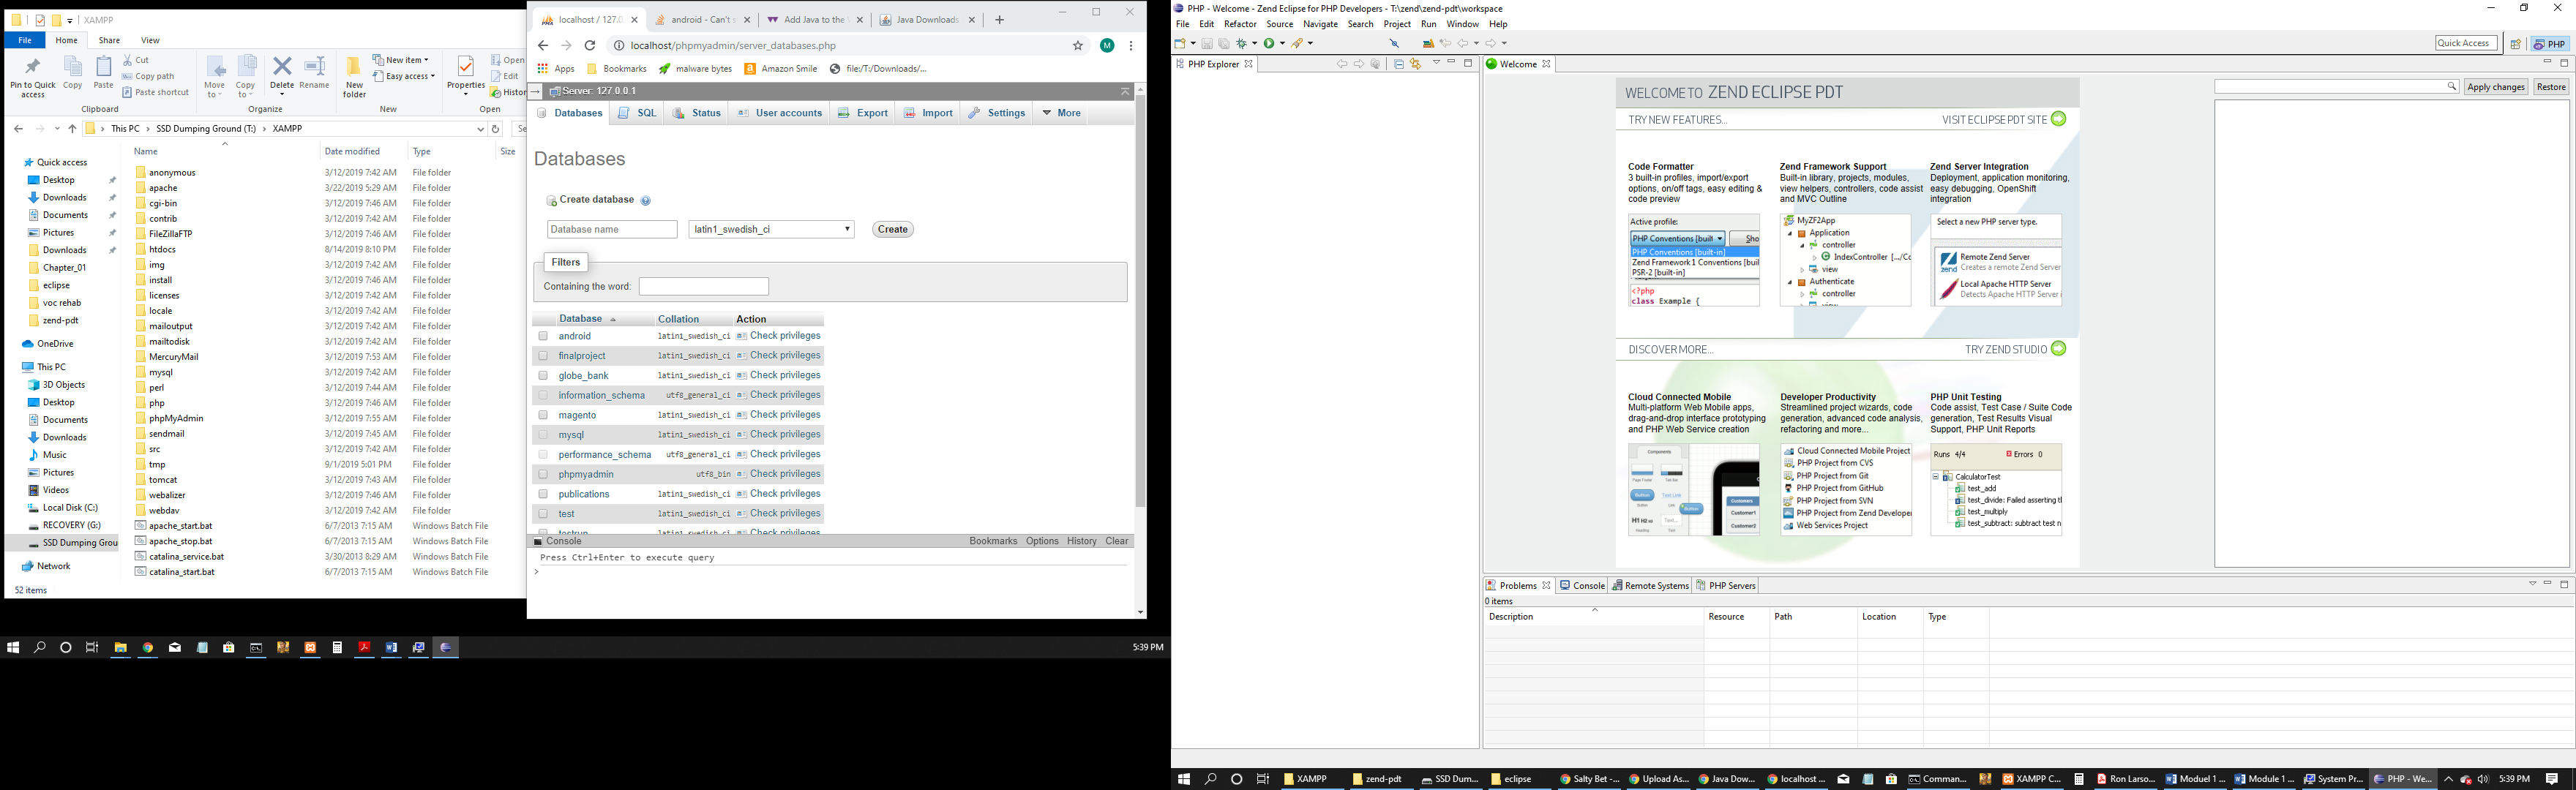 XAMPP
File
Home
Share
View
Pin to Quick access
Copy
Paste
Cut
Copy path
Paste shortcut
Clipboard
Move to
Copy to
Delete
Rename
Organize
New folder
New item
Easy access
New
Properties
Open
Edit
Histor
Open
This PC > SSD Dumping Ground (T:) > XAMPP
Se
Name Date modified Type Size
Quick access
Desktop
Downloads
Documents
Pictures
Downloads
Chapter_01
eclipse
voc rehab
zend-pdt
OneDrive
This PC
3D Objects
Desktop
Documents
Downloads
Music
Pictures
Videos
Local Disk (C:)
RECOVERY (G:)
SSD Dumping Grou
Network
anonymous 3/12/2019 7:42 AM File folder
apache 3/22/2019 5:29 AM File folder
cgi-bin 3/12/2019 7:46 AM File folder
contrib 3/12/2019 7:42 AM File folder
FileZillaFTP 3/12/2019 7:46 AM File folder
htdocs 8/14/2019 8:10 PM File folder
img 3/12/2019 7:42 AM File folder
install 3/12/2019 7:46 AM File folder
licenses 3/12/2019 7:42 AM File folder
locale 3/12/2019 7:42 AM File folder
mailoutput 3/12/2019 7:42 AM File folder
mailtodisk 3/12/2019 7:42 AM File folder
MercuryMail 3/12/2019 7:53 AM File folder
mysql 3/12/2019 7:42 AM File folder
perl 3/12/2019 7:44 AM File folder
php 3/12/2019 7:46 AM File folder
phpMyAdmin 3/12/2019 7:55 AM File folder
sendmail 3/12/2019 7:45 AM File folder
src 3/12/2019 7:42 AM File folder
tmp 9/1/2019 5:01 PM File folder
tomcat 3/12/2019 7:43 AM File folder
webalizer 3/12/2019 7:46 AM File folder
webdav 3/12/2019 7:42 AM File folder
apache_start.bat 6/7/2013 7:15 AM Windows Batch File
apache_stop.bat 6/7/2013 7:15 AM Windows Batch File
catalina_service.bat 3/30/2013 8:29 AM Windows Batch File
catalina_start.bat 6/7/2013 7:15 AM Windows Batch File
52 items
localhost / 127.0
android - Can't s
Add Java to the
Java Downloads
localhost/phpmyadmin/server_databases.php
M
Apps
Bookmarks
malware bytes
Amazon Smile
file:/T:/Downloads/...
Server: 127.0.0.1
Databases
SQL
Status
User accounts
Export
Import
Settings
More
Databases
Create database
Database name
latin1_swedish_ci
Create
Filters
Containing the word:
Database Collation Action
android latin1_swedish_ci Check privileges
finalproject latin1_swedish_ci Check privileges
globe_bank latin1_swedish_ci Check privileges
information_schema utf8_general_ci Check privileges
magento latin1_swedish_ci Check privileges
mysql latin1_swedish_ci Check privileges
performance_schema utf8_general_ci Check privileges
phpmyadmin utf8_bin Check privileges
publications latin1_swedish_ci Check privileges
test latin1_swedish_ci Check privileges
testrun latin1_swedish_ci Check privileges
Console
Bookmarks Options History Clear
Press Ctrl+Enter to execute query
>
5:39 PM
PHP - Welcome - Zend Eclipse for PHP Developers - T:\zend\zend-pdt\workspace
File Edit Refactor Source Navigate Search Project Run Window Help
Quick Access
PHP
PHP Explorer
Welcome
WELCOME TO ZEND ECLIPSE PDT
TRY NEW FEATURES...
VISIT ECLIPSE PDT SITE
Code Formatter
3 built-in profiles, import/export
options, on/off tags, easy editing &
code preview
Zend Framework Support
Built-in library, projects, modules,
view helpers, controllers, code assist
and MVC Outline
Zend Server Integration
Deployment, application monitoring,
easy debugging, OpenShift
integration
Active profile:
PHP Conventions [built
Sho
PHP Conventions [built-in]
Zend Framework1 Conventions [buil
PSR-2 [built-in]
<?php
class Example {
MyZF2App
Application
controller
IndexController [.../Cc
view
Authenticate
controller
Select a new PHP server type.
Remote Zend Server
Creates a remote Zend Server
Local Apache HTTP Server
Detects Apache HTTP Server i
zend
DISCOVER MORE...
TRY ZEND STUDIO
Cloud Connected Mobile
Multi-platform Web Mobile apps,
drag-and-drop interface prototyping
and PHP Web Service creation
Developer Productivity
Streamlined project wizards, code
generation, advanced code analysis,
refactoring and more...
PHP Unit Testing
Code assist, Test Case / Suite Code
generation, Test Results Visual
Support, PHP Unit Reports
Components
Button
Customers
Customer1
Customer2
Cloud Connected Mobile Project
PHP Project from CVS
PHP Project from Git
PHP Project from GitHub
PHP Project from SVN
PHP Project from Zend Developer
Web Services Project
Runs 4/4 Errors 0
CalculatorTest
test_add
test_divide: Failed asserting tl
test_multiply
test_subtract: subtract test n
Apply changes
Restore
Problems
Console
Remote Systems
PHP Servers
0 items
Description Resource Path Location Type
XAMPP
zend-pdt
SSD Dum...
eclipse
Salty Bet -...
Upload As...
Java Dow...
localhost ...
Comman...
XAMPP C...
Ron Larso...
Moduel 1 ...
Module 1 ...
System Pr...
PHP - We...
5:39 PM